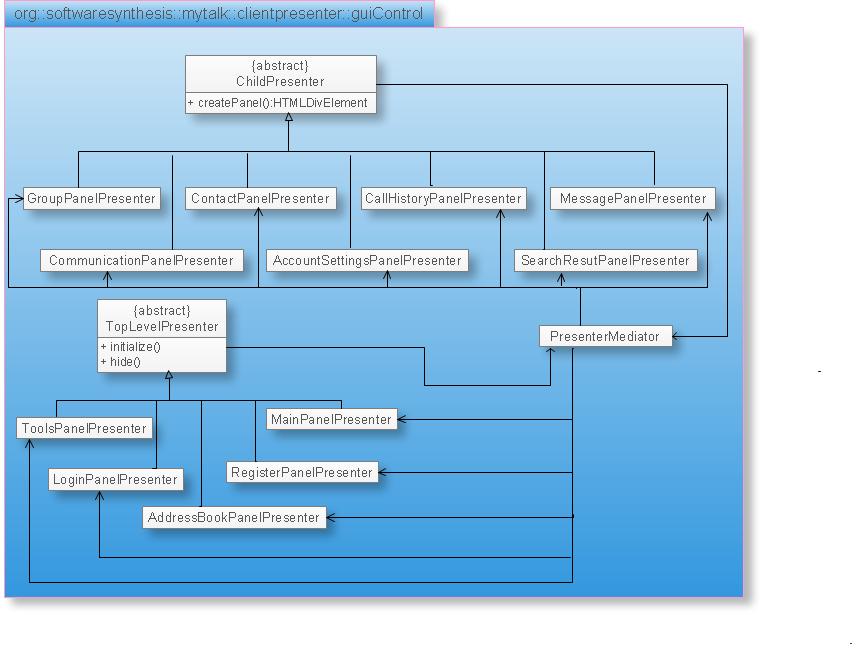 org::softwaresynthesis::mytalk::clientpresenter::guiControl
{abstract}
ChildPresenter
+ createPanel():HTMLDivElement
GroupPanelPresenter
ContactPanelPresenter
CallHistoryPanelPresenter
MessagePanelPresenter
CommunicationPanelPresenter
AccountSettingsPanelPresenter
SearchResutPanelPresenter
{abstract}
TopLevelPresenter
+ initialize()
+ hide()
PresenterMediator
MainPanelPresenter
ToolsPanelPresenter
RegisterPanelPresenter
LoginPanelPresenter
AddressBookPanelPresenter